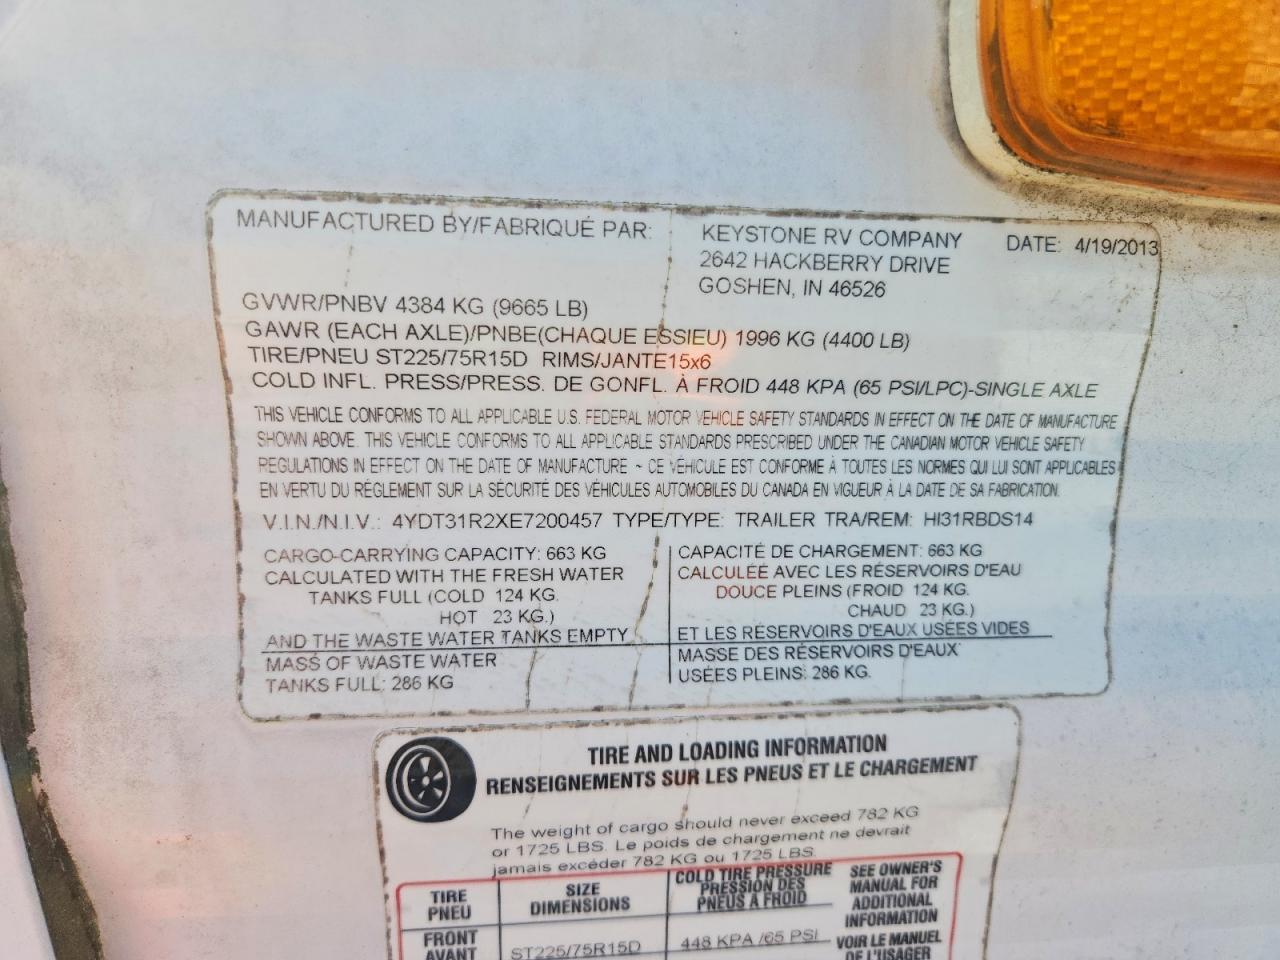 MANUFACTURED BY/FABRIQUÉ PAR: KEYSTONE RV COMPANY DATE: 4/19/2013
2642 HACKBERRY DRIVE
GOSHEN, IN 46526
GVWR/PNBV 4384 KG (9665 LB)
GAWR (EACH AXLE)/PNBE(CHAQUE ESSIEU) 1996 KG (4400 LB)
TIRE/PNEU ST225/75R15D RIMS/JANTE15x6
COLD INFL. PRESS/PRESS. DE GONFL. À FROID 448 KPA (65 PSI/LPC)-SINGLE AXLE
THIS VEHICLE CONFORMS TO ALL APPLICABLE U.S. FEDERAL MOTOR VEHICLE SAFETY STANDARDS IN EFFECT ON THE DATE OF MANUFACTURE
SHOWN ABOVE. THIS VEHICLE CONFORMS TO ALL APPLICABLE STANDARDS PRESCRIBED UNDER THE CANADIAN MOTOR VEHICLE SAFETY
REGULATIONS IN EFFECT ON THE DATE OF MANUFACTURE ~ CE VÉHICULE EST CONFORME À TOUTES LES NORMES QUI LUI SONT APPLICABLES
EN VERTU DU RÉGLEMENT SUR LA SÉCURITÉ DES VÉHICULES AUTOMOBILES DU CANADA EN VIGUEUR À LA DATE DE SA FABRICATION.
V.I.N./N.I.V.: 4YDT31R2XE7200457 TYPE/TYPE: TRAILER TRA/REM: HI31RBDS14
CARGO-CARRYING CAPACITY: 663 KG
CALCULATED WITH THE FRESH WATER
TANKS FULL (COLD 124 KG.
HOT 23 KG.)
AND THE WASTE WATER TANKS EMPTY
MASS OF WASTE WATER
TANKS FULL: 286 KG
CAPACITÉ DE CHARGEMENT: 663 KG
CALCULÉE AVEC LES RÉSERVOIRS D'EAU
DOUCE PLEINS (FROID 124 KG.
CHAUD 23 KG.)
ET LES RÉSERVOIRS D'EAUX USÉES VIDES
MASSE DES RÉSERVOIRS D'EAUX
USÉES PLEINS: 286 KG.
TIRE AND LOADING INFORMATION
RENSEIGNEMENTS SUR LES PNEUS ET LE CHARGEMENT
The weight of cargo should never exceed 782 KG
or 1725 LBS. Le poids de chargement ne devrait
jamais excéder 782 KG ou 1725 LBS.
TIRE
PNEU
SIZE
DIMENSIONS
COLD TIRE PRESSURE
PRESSION DES
PNEUS À FROID
SEE OWNER'S
MANUAL FOR
ADDITIONAL
INFORMATION
FRONT
AVANT
ST225/75R15D
448 KPA /65 PSI
VOIR LE MANUEL
DE L'USAGER